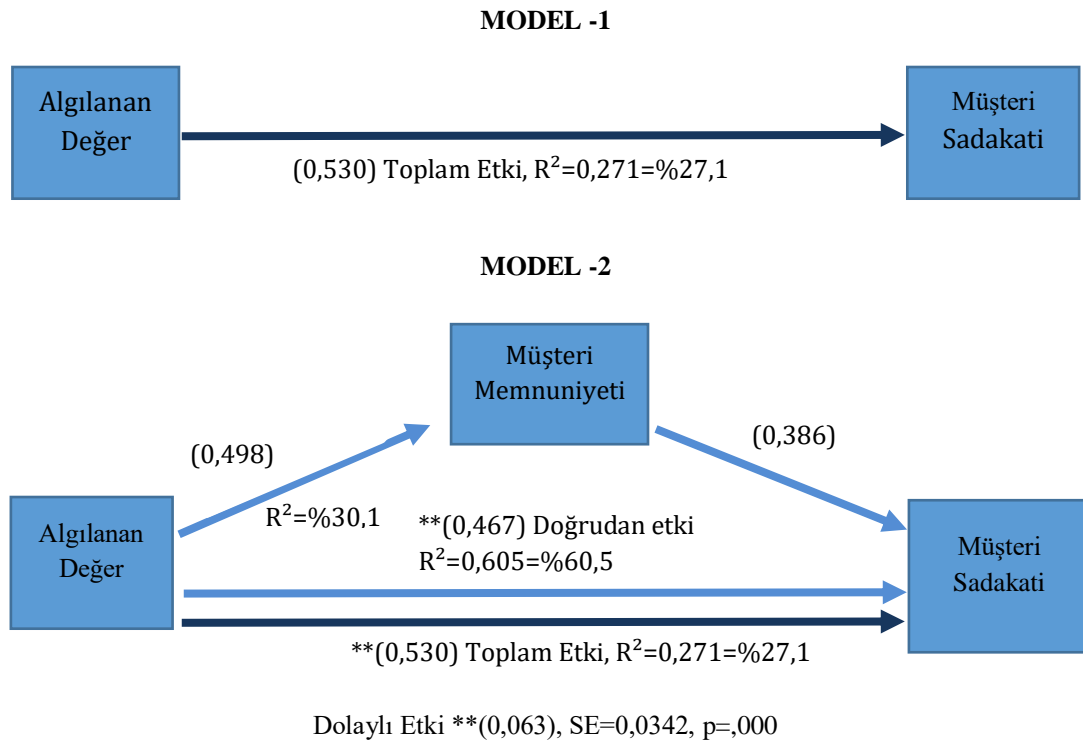 MODEL -1
Algılanan
Değer
Müşteri
Sadakati
(0,530) Toplam Etki, R²=0,271=%27,1
MODEL -2
Müşteri
Memnuniyeti
(0,498)
(0,386)
R²=%30,1
**(0,467) Doğrudan etki
R²=0,605=%60,5
Algılanan
Değer
Müşteri
Sadakati
**(0,530) Toplam Etki, R²=0,271=%27,1
Dolaylı Etki **(0,063), SE=0,0342, p=,000